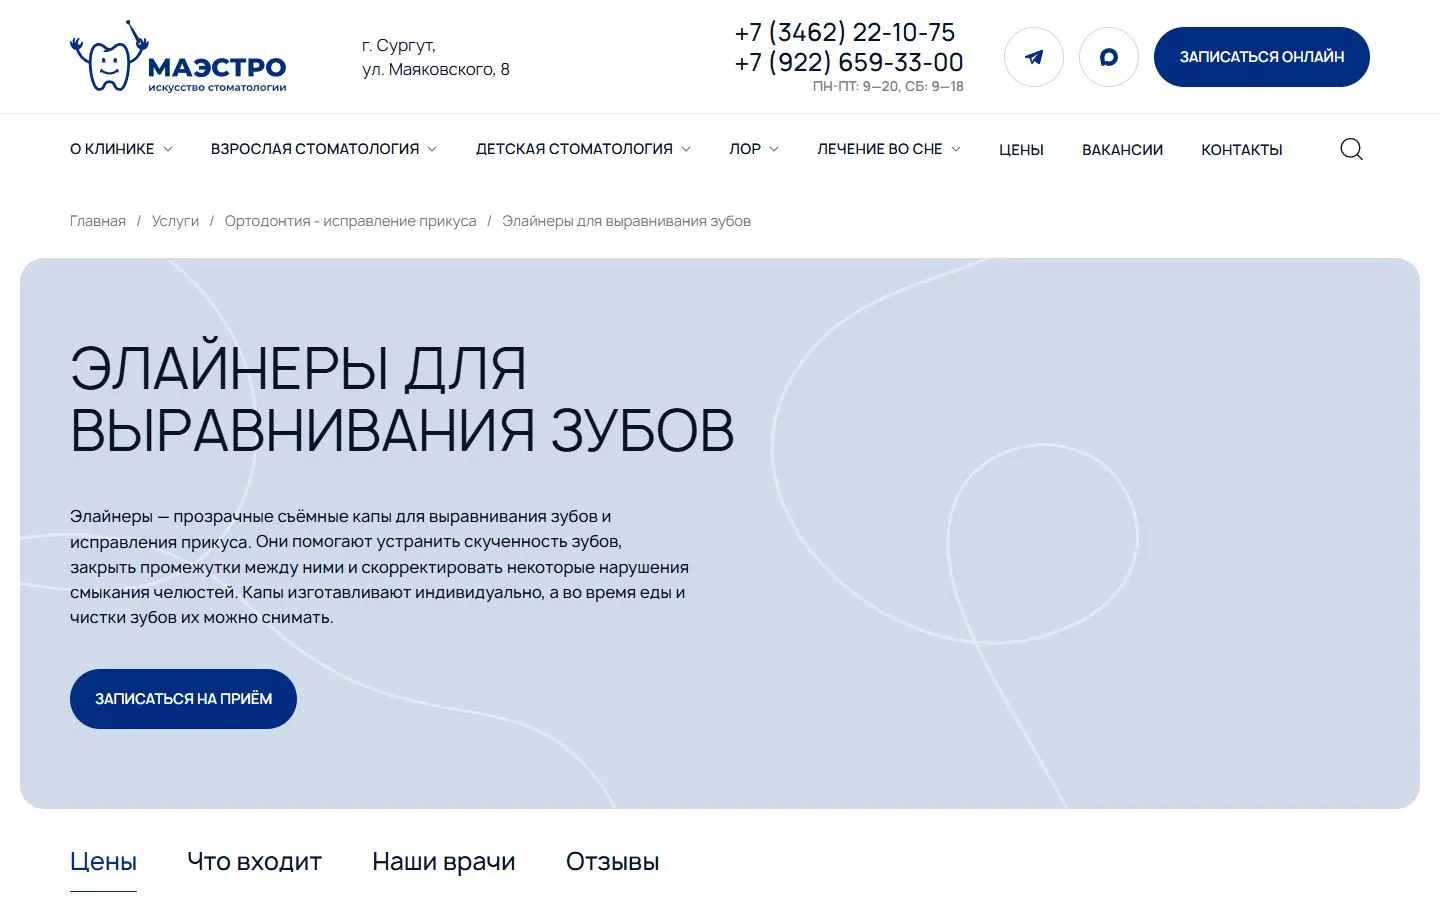 МАЭСТРО
искусство стоматологии
г. Сургут,
ул. Маяковского, 8
+7 (3462) 22-10-75
+7 (922) 659-33-00
ПН-ПТ: 9—20, СБ: 9—18
ЗАПИСАТЬСЯ ОНЛАЙН
О КЛИНИКЕ ВЗРОСЛАЯ СТОМАТОЛОГИЯ ДЕТСКАЯ СТОМАТОЛОГИЯ ЛОР ЛЕЧЕНИЕ ВО СНЕ ЦЕНЫ ВАКАНСИИ КОНТАКТЫ
Главная / Услуги / Ортодонтия - исправление прикуса / Элайнеры для выравнивания зубов
ЭЛАЙНЕРЫ ДЛЯ
ВЫРАВНИВАНИЯ ЗУБОВ
Элайнеры — прозрачные съёмные капы для выравнивания зубов и
исправления прикуса. Они помогают устранить скученность зубов,
закрыть промежутки между ними и скорректировать некоторые нарушения
смыкания челюстей. Капы изготавливают индивидуально, а во время еды и
чистки зубов их можно снимать.
ЗАПИСАТЬСЯ НА ПРИЁМ
Цены Что входит Наши врачи Отзывы